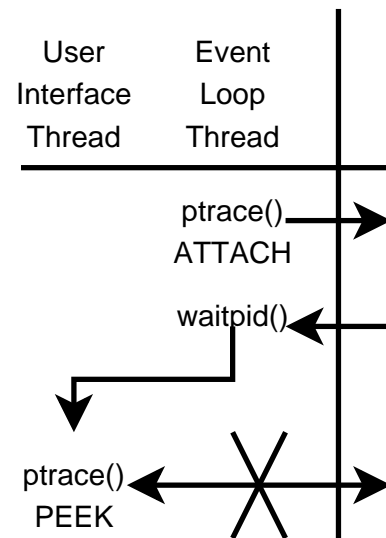 User
Interface
Thread
Event
Loop
Thread
ptrace()
ATTACH
waitpid()
ptrace()
PEEK